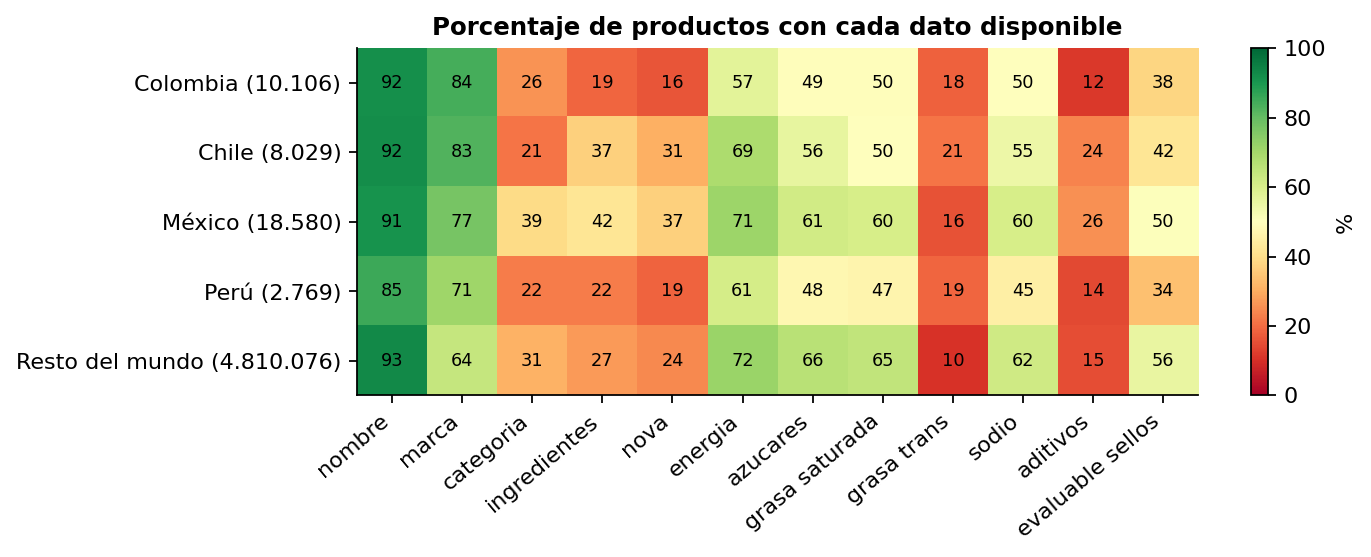 Porcentaje de productos con cada dato disponible
Colombia (10.106) 92 84 26 19 16 57 49 50 18 50 12 38
Chile (8.029) 92 83 21 37 31 69 56 50 21 55 24 42
México (18.580) 91 77 39 42 37 71 61 60 16 60 26 50
Perú (2.769) 85 71 22 22 19 61 48 47 19 45 14 34
Resto del mundo (4.810.076) 93 64 31 27 24 72 66 65 10 62 15 56
nombre
marca
categoria
ingredientes
nova
energia
azucares
grasa saturada
grasa trans
sodio
aditivos
evaluable sellos
100
80
60
40
20
0
%